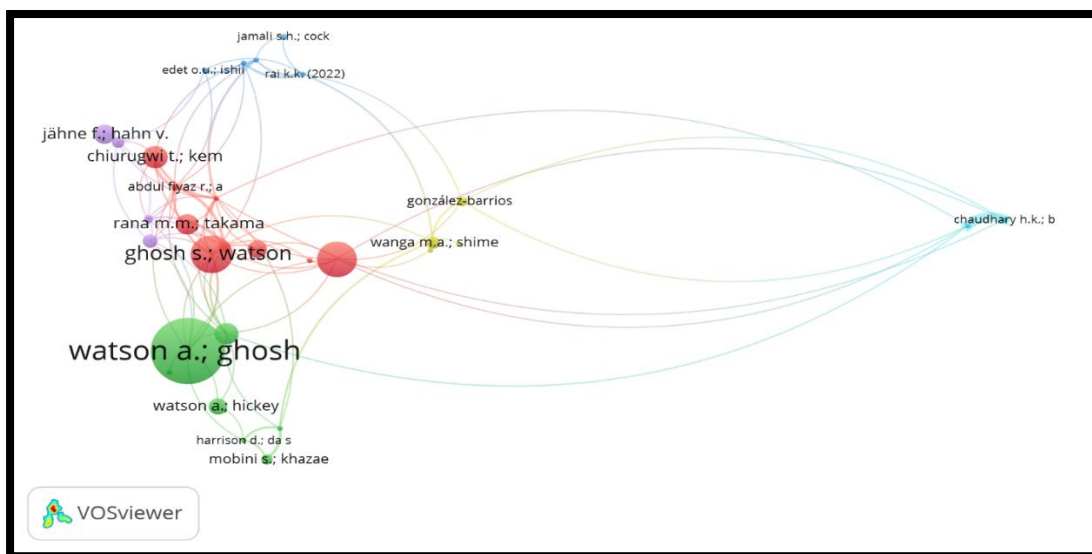 jamali s.h.; cock
edet o.u.; ishii
rai k.k. (2022)
jähne f.; hahn v.
chiurugwi t.; kem
abdul fiyaz r.; a
gonzález-barrios
rana m.m.; takama
chaudhary h.k.; b
wanga m.a.; shime
ghosh s.; watson
watson a.; ghosh
watson a.; hickey
harrison d.; da s
mobini s.; khazae
VOSviewer